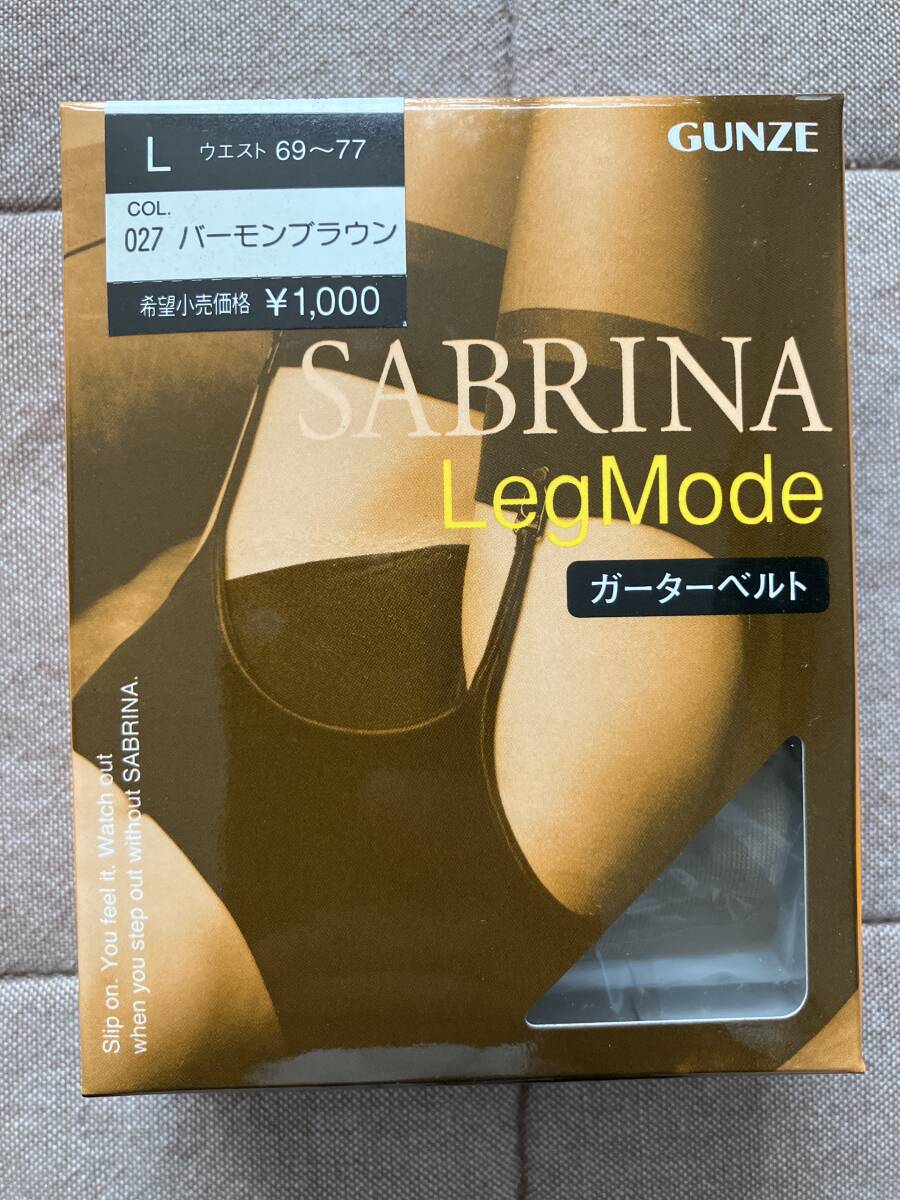 L ウエスト 69〜77
COL.
027 バーモンブラウン
希望小売価格 ¥1,000
GUNZE
SABRINA
LegMode
ガーターベルト
Slip on. You feel it. Watch out
when you step out without SABRINA.